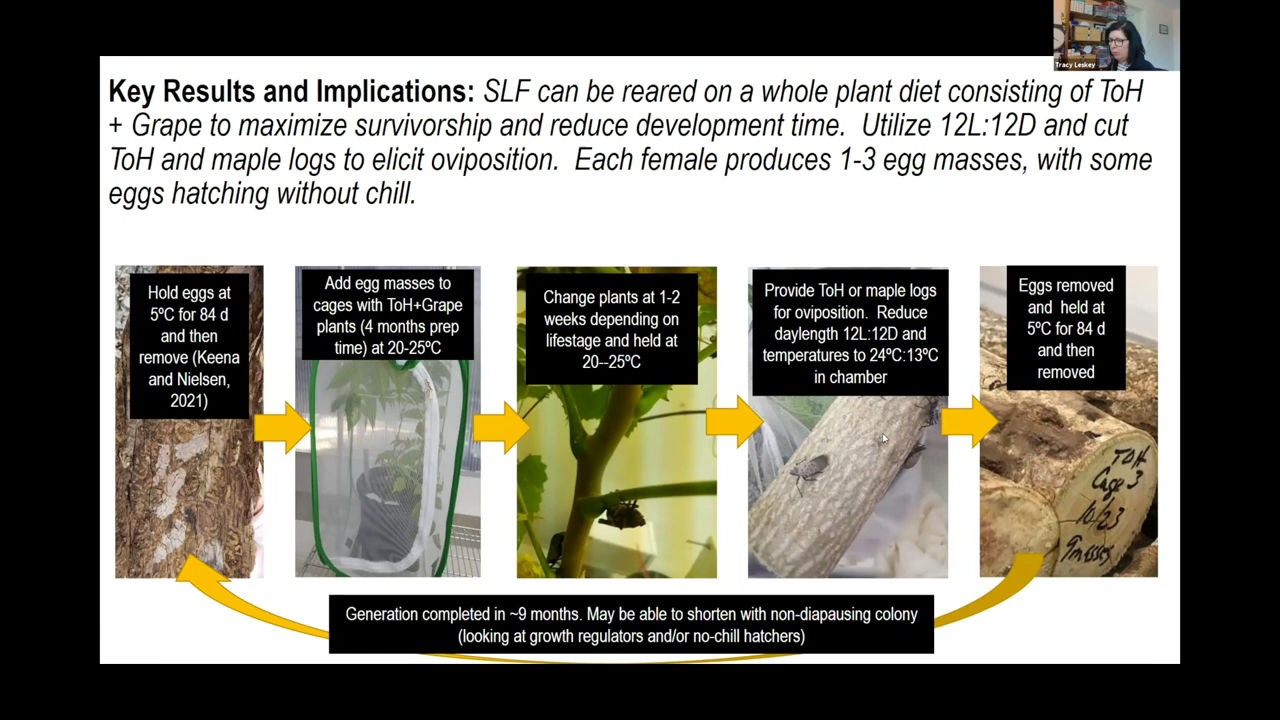 Tracy Leskey
Key Results and Implications: SLF can be reared on a whole plant diet consisting of ToH
+ Grape to maximize survivorship and reduce development time. Utilize 12L:12D and cut
ToH and maple logs to elicit oviposition. Each female produces 1-3 egg masses, with some
eggs hatching without chill.
Hold eggs at
5ºC for 84 d
and then
remove (Keena
and Nielsen,
2021)
Add egg masses to
cages with ToH+Grape
plants (4 months prep
time) at 20-25ºC
Change plants at 1-2
weeks depending on
lifestage and held at
20--25ºC
Provide ToH or maple logs
for oviposition. Reduce
daylength 12L:12D and
temperatures to 24ºC:13ºC
in chamber
Eggs removed
and held at
5ºC for 84 d
and then
removed
TOH
Cage 3
10/23
9 masses
Generation completed in ~9 months. May be able to shorten with non-diapausing colony
(looking at growth regulators and/or no-chill hatchers)